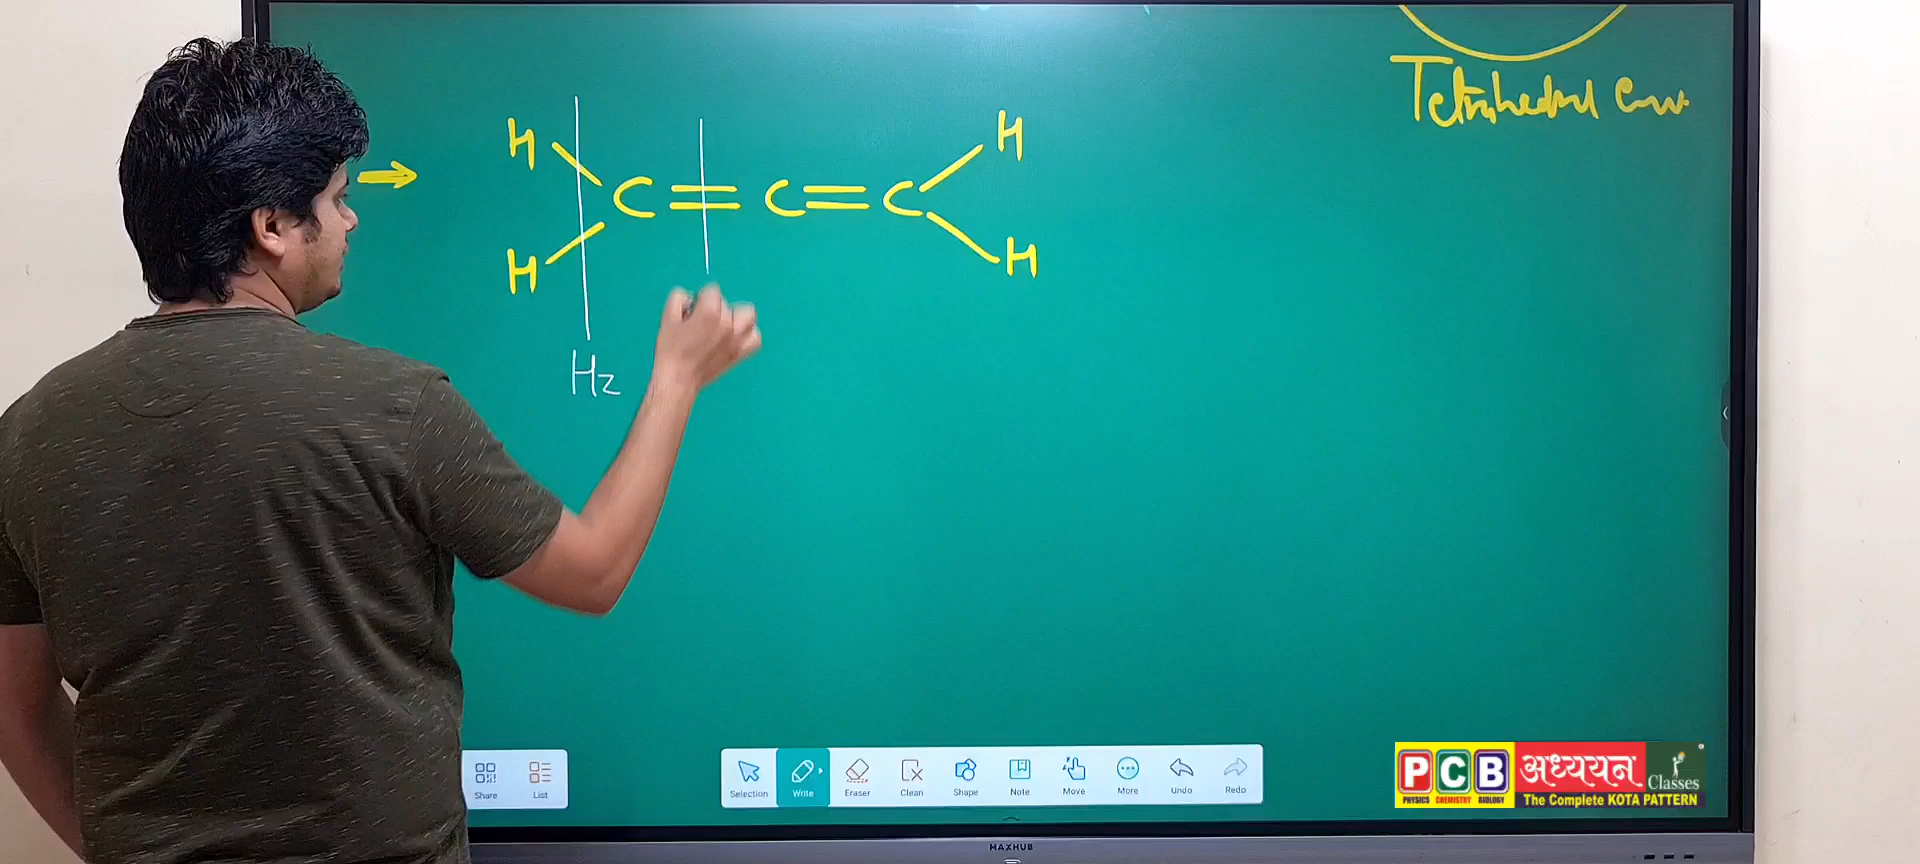 Tetrahedral
H H
C = C = C
H H
H2
Share
List
Selection
Write
Eraser
Clean
Shape
Note
Move
More
Undo
Redo
PCB अध्ययन Classes
PHYSICS CHEMISTRY BIOLOGY
The Complete KOTA PATTERN
MAXHUB